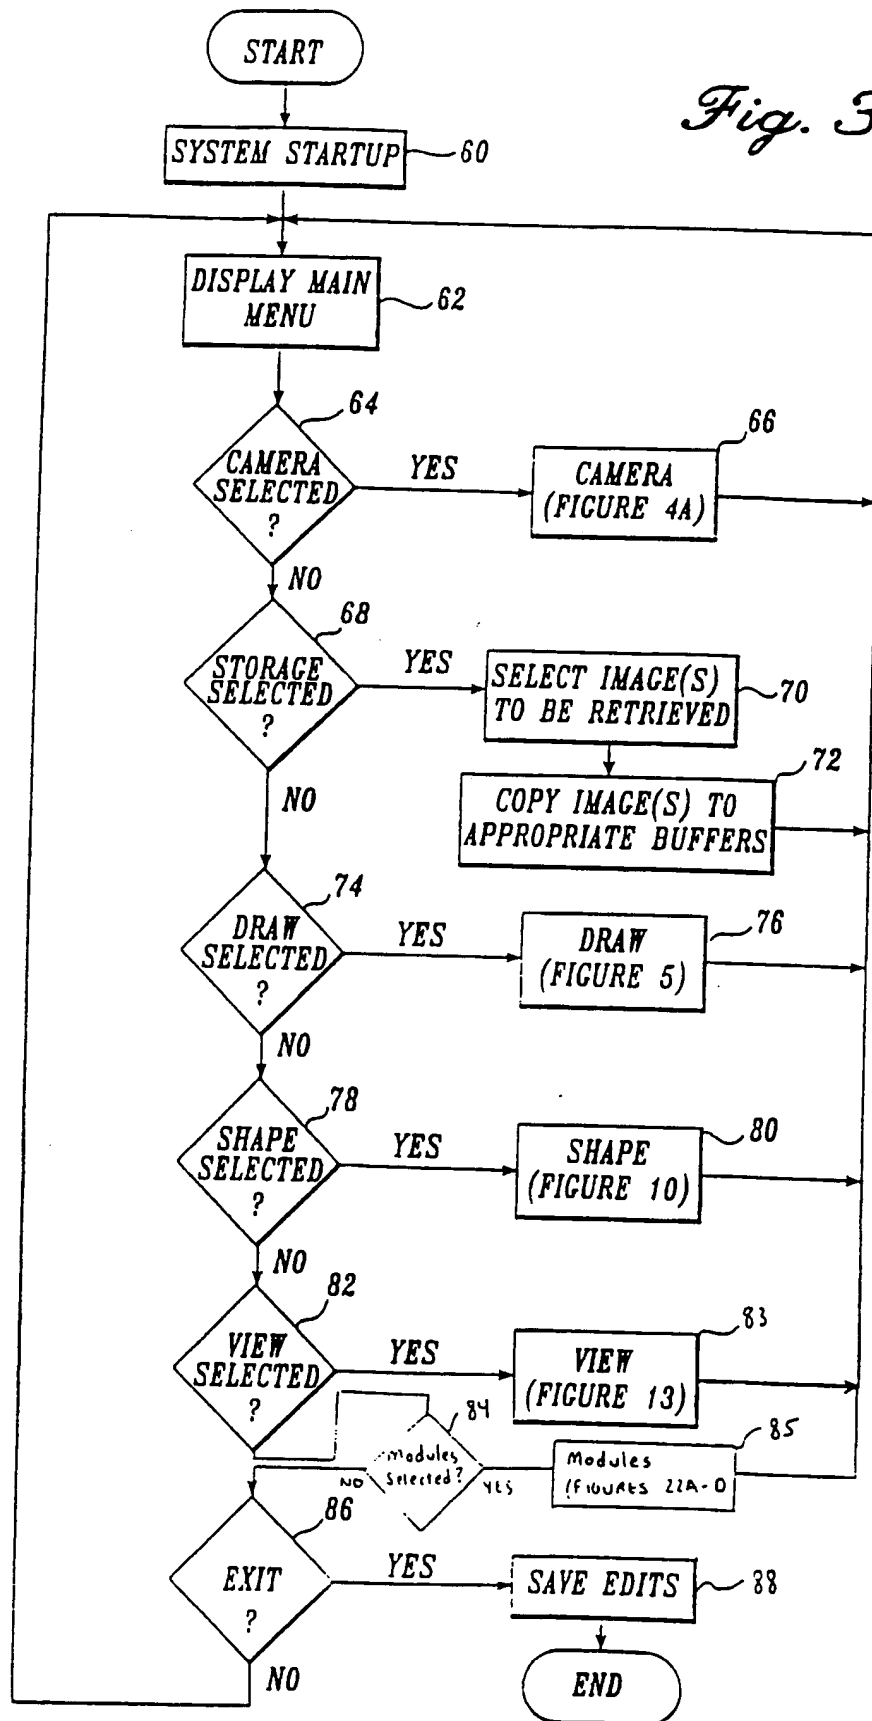 START
Fig. 3
SYSTEM STARTUP
60
DISPLAY MAIN
MENU
62
64
CAMERA
SELECTED
?
YES
66
CAMERA
(FIGURE 4A)
NO
68
STORAGE
SELECTED
?
YES
SELECT IMAGE(S)
TO BE RETRIEVED
70
72
COPY IMAGE(S) TO
APPROPRIATE BUFFERS
NO
74
DRAW
SELECTED
?
YES
76
DRAW
(FIGURE 5)
NO
78
SHAPE
SELECTED
?
YES
80
SHAPE
(FIGURE 10)
NO
82
VIEW
SELECTED
?
YES
83
VIEW
(FIGURE 13)
84
Modules
Selected?
NO
YES
85
Modules
(FIGURES 22A-D
86
EXIT
?
YES
SAVE EDITS
88
NO
END